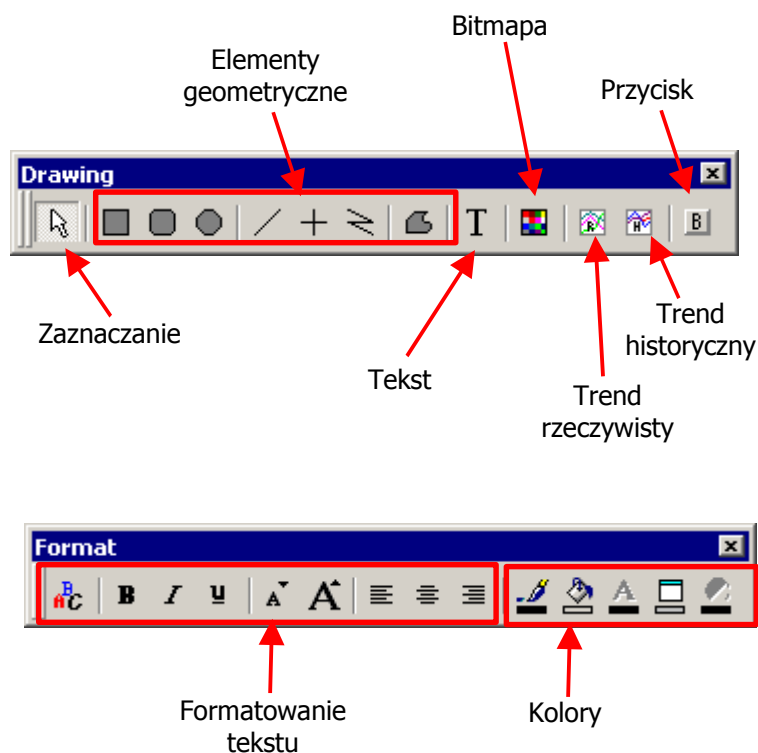 Bitmapa
Elementy
geometryczne
Przycisk
Drawing
T
R
H
B
Zaznaczanie
Trend
historyczny
Tekst
Trend
rzeczywisty
Format
A B C B I U A A A
Formatowanie
tekstu
Kolory